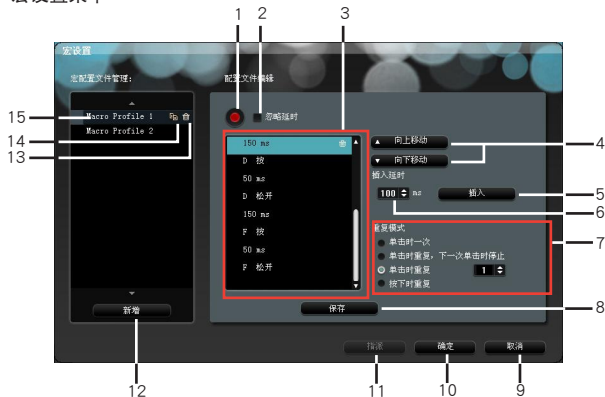 1
2
3
宏设置
宏配置文件管理:
配置文件编辑
15
Macro Profile 1
14
Macro Profile 2
13
忽略延时
150 ms
D 按
50 ms
D 松开
150 ms
F 按
50 ms
F 松开
向上移动
4
向下移动
插入延时
100 ms
插入
5
6
重复模式
7
单击时一次
单击时重复，下一次单击时停止
单击时重复
1
按下时重复
新增
保存
8
指派
确定
取消
12
11
10
9